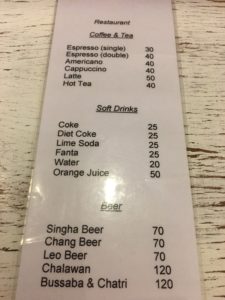 Restaurant
Coffee & Tea
Espresso (single) 30
Espresso (double) 40
Americano 40
Cappuccino 40
Latte 50
Hot Tea 40
Soft Drinks
Coke 25
Diet Coke 25
Lime Soda 25
Fanta 25
Water 20
Orange Juice 50
Beer
Singha Beer 70
Chang Beer 70
Leo Beer 70
Chalawan 120
Bussaba & Chatri 120